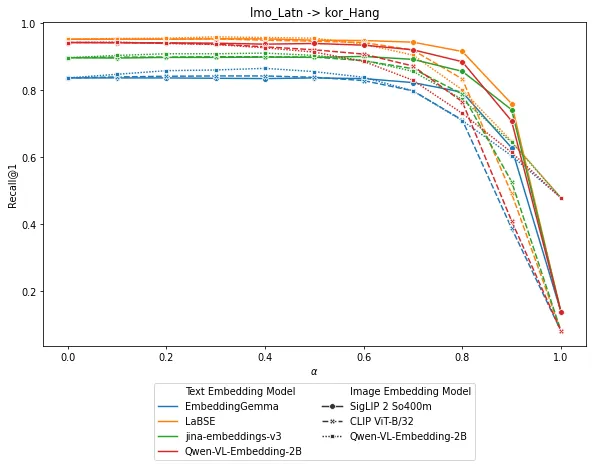 lmo_Latn -> kor_Hang
1.0
0.8
0.6
0.4
0.2
Recall@1
0.0 0.2 0.4 0.6 0.8 1.0
α
Text Embedding Model Image Embedding Model
EmbeddingGemma SigLIP 2 So400m
LaBSE CLIP ViT-B/32
jina-embeddings-v3 Qwen-VL-Embedding-2B
Qwen-VL-Embedding-2B